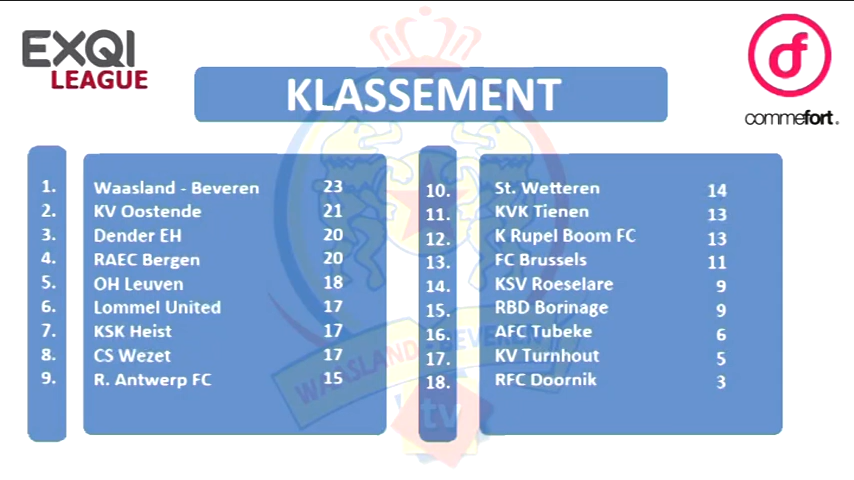 EXQI
LEAGUE
KLASSEMENT
commefort.
1. Waasland - Beveren 23
2. KV Oostende 21
3. Dender EH 20
4. RAEC Bergen 20
5. OH Leuven 18
6. Lommel United 17
7. KSK Heist 17
8. CS Wezet 17
9. R. Antwerp FC 15
10. St. Wetteren 14
11. KVK Tienen 13
12. K Rupel Boom FC 13
13. FC Brussels 11
14. KSV Roeselare 9
15. RBD Borinage 9
16. AFC Tubeke 6
17. KV Turnhout 5
18. RFC Doornik 3
WAASLAND - BEVEREN
tv